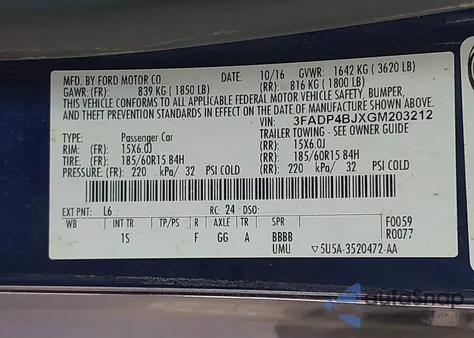 MFD. BY FORD MOTOR CO.
DATE: 10/16 GVWR: 1642 KG ( 3620 LB)
GAWR: (FR) 839 KG ( 1850 LB) (RR): 816 KG ( 1800 LB)
THIS VEHICLE CONFORMS TO ALL APPLICABLE FEDERAL MOTOR VEHICLE SAFETY, BUMPER,
AND THEFT PREVENTION STANDARDS IN EFFECT ON THE
DATE OF MANUFACTURE SHOWN ABOVE.
VIN: 3FADP4BJXGM203212
TYPE: Passenger Car TRAILER TOWING - SEE OWNER GUIDE
RIM: (FR): 15X6.0J (RR): 15X6.0J
TIRE: (FR): 185/60R15 84H (RR): 185/60R15 84H
PRESSURE: (FR): 220 kPa/ 32 PSI COLD (RR): 220 kPa/ 32 PSI COLD
EXT PNT: L6 RC: 24 DSO:
WB INT TR TP/PS R AXLE TR SPR F0059
1S F GG A BBBB R0077
UMU ▽5U5A-3520472-AA
autoSnap